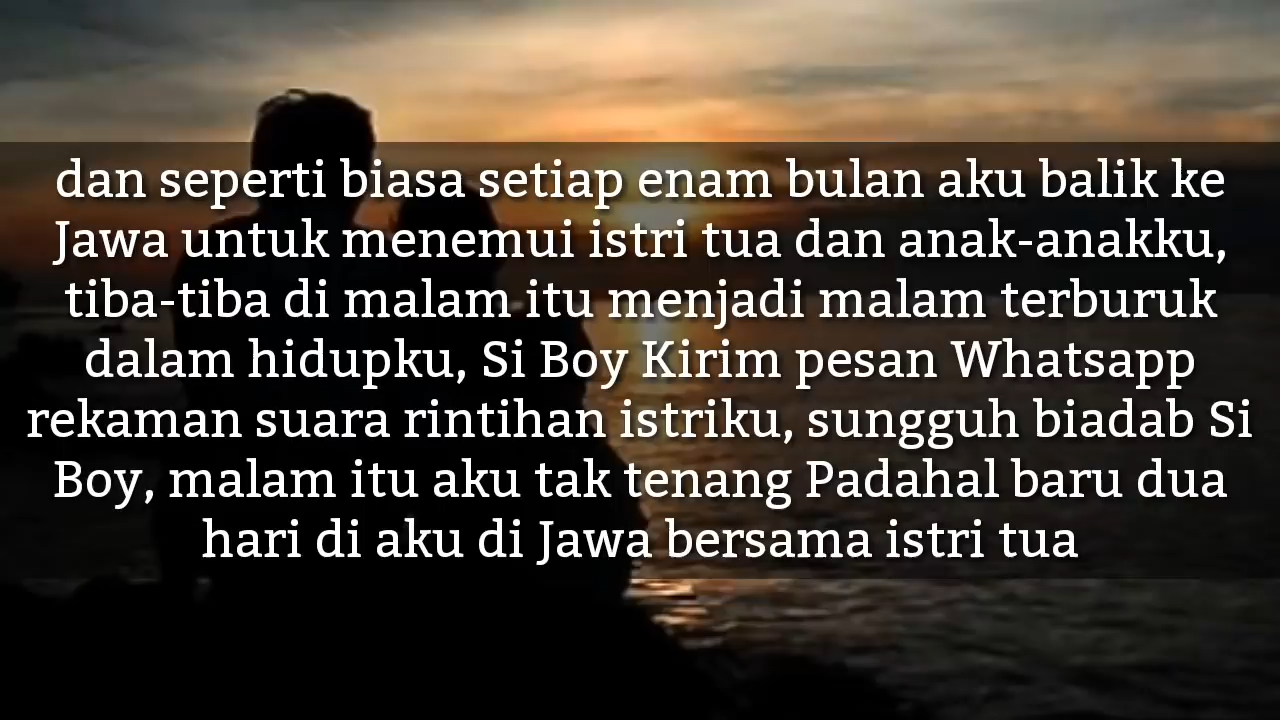 dan seperti biasa setiap enam bulan aku balik ke
Jawa untuk menemui istri tua dan anak-anakku,
tiba-tiba di malam itu menjadi malam terburuk
dalam hidupku, Si Boy Kirim pesan Whatsapp
rekaman suara rintihan istriku, sungguh biadab Si
Boy, malam itu aku tak tenang Padahal baru dua
hari di aku di Jawa bersama istri tua